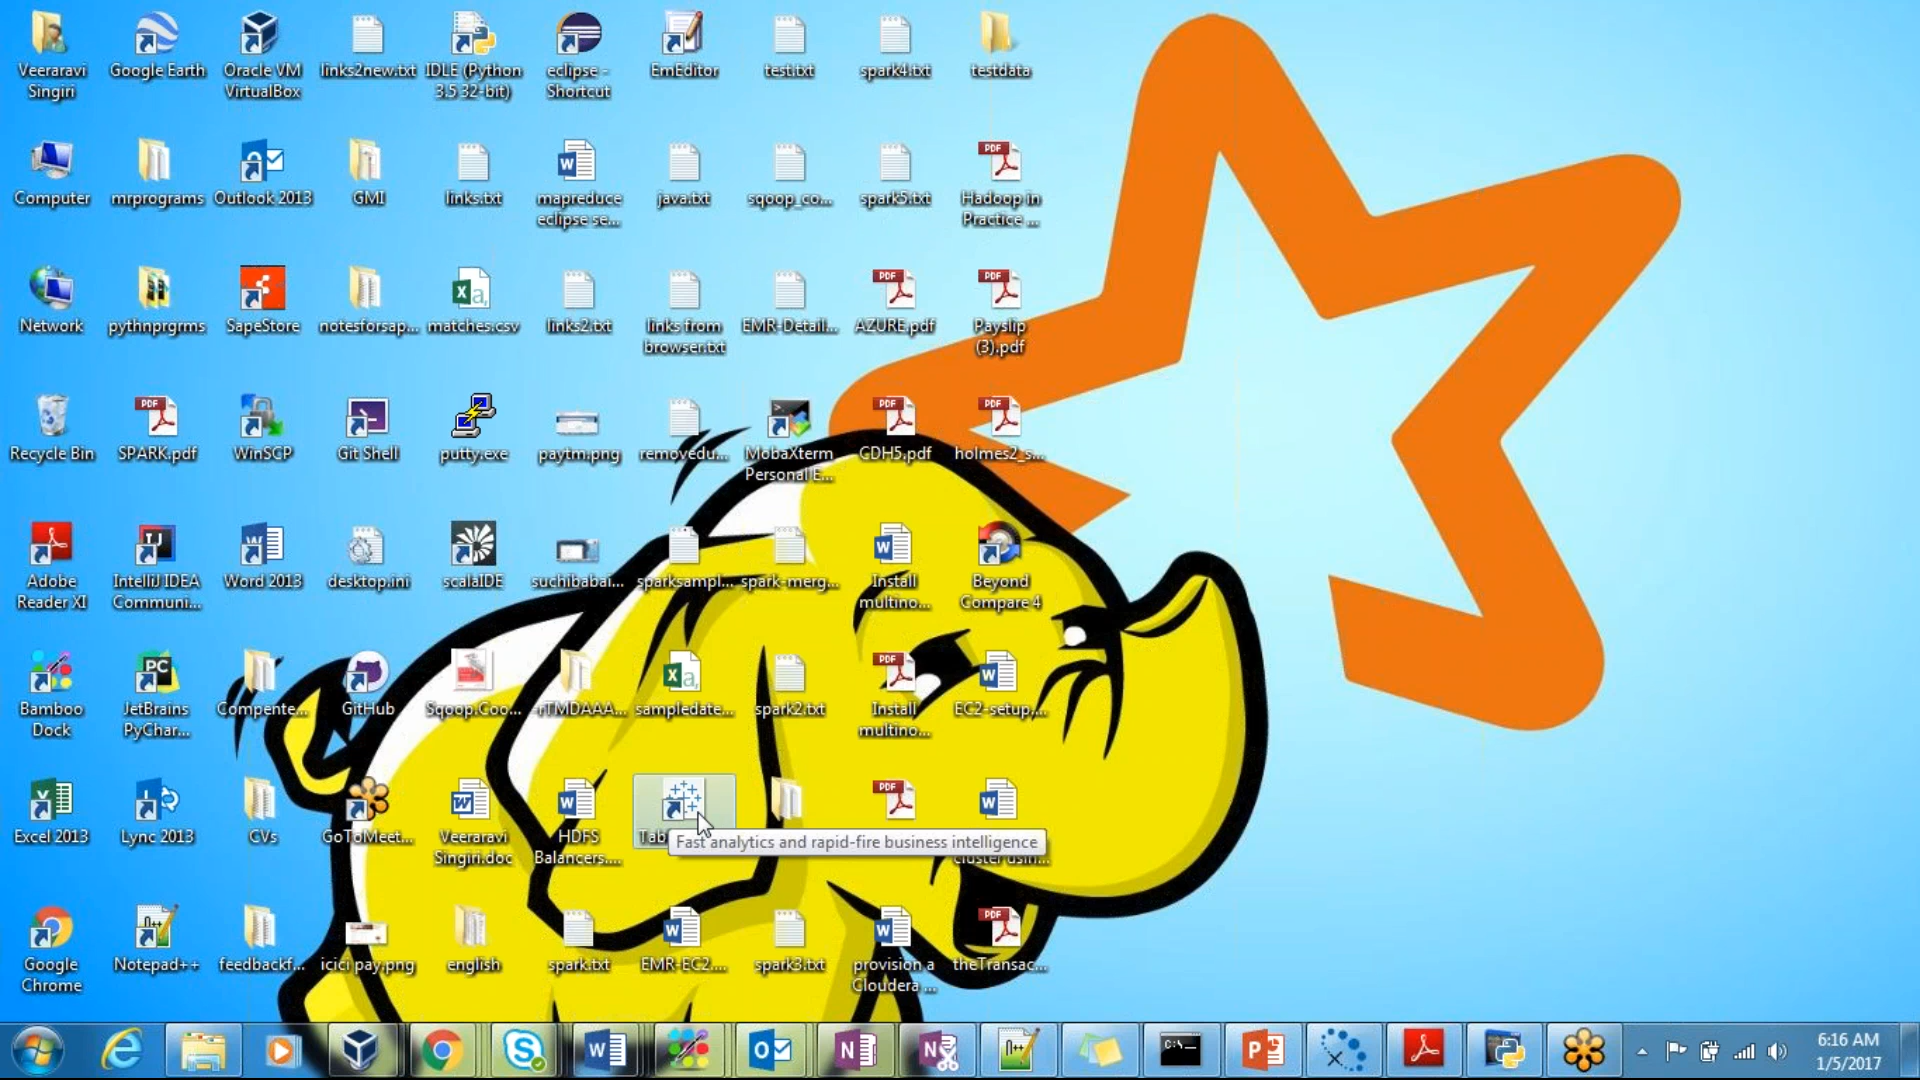 Veeraravi
Singiri
Google Earth
Oracle VM
VirtualBox
links2new.txt
IDLE (Python
3.5 32-bit)
eclipse -
Shortcut
EmEditor
test.txt
spark4.txt
testdata
Computer
mrprograms
Outlook 2013
GMI
links.txt
mapreduce
eclipse se...
java.txt
sqoop_co...
spark5.txt
Hadoop in
Practice ...
Network
pythnprgrms
SapeStore
notesforsap...
matches.csv
links2.txt
links from
browser.txt
EMR-Detail...
AZURE.pdf
Payslip
(3).pdf
Recycle Bin
SPARK.pdf
WinSCP
Git Shell
putty.exe
paytm.png
removedu...
MobaXterm
Personal E...
CDH5.pdf
holmes2_s...
Adobe
Reader XI
IntelliJ IDEA
Communi...
Word 2013
desktop.ini
scalaIDE
suchibabai...
sparksampl...
spark-merg...
Install
multino...
Beyond
Compare 4
Bamboo
Dock
JetBrains
PyChar...
Compente...
GitHub
Sqoop.Coo...
-rTMDAAA...
sampledate...
spark2.txt
Install
multino...
EC2-setup,...
Excel 2013
Lync 2013
CVs
GoToMeet...
Veeraravi
Singiri.doc
HDFS
Balancers....
Tab
Fast analytics and rapid-fire business intelligence
cluster usin...
Google
Chrome
Notepad++
feedbackf...
icici pay.png
english
spark.txt
EMR-EC2....
spark3.txt
provision a
Cloudera ...
theTransac...
6:16 AM
1/5/2017